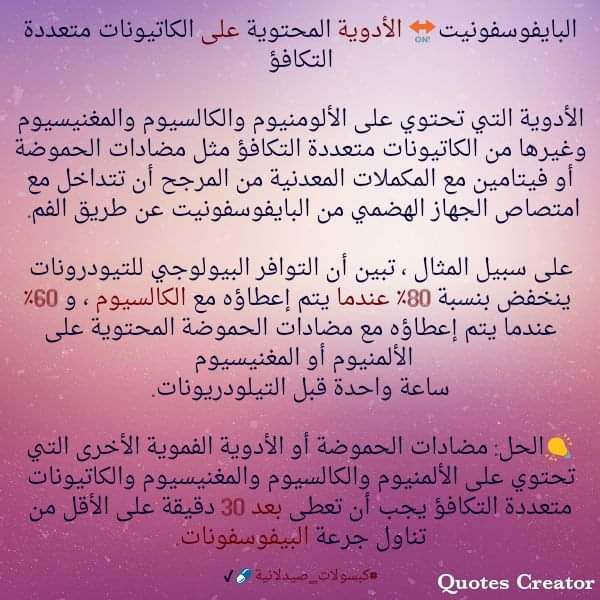 البايفوسفونيت↔️ON! الأدوية المحتوية على الكاتيونات متعددة
التكافؤ
الأدوية التي تحتوي على الألومنيوم والكالسيوم والمغنيسيوم
وغيرها من الكاتيونات متعددة التكافؤ مثل مضادات الحموضة
أو فيتامين مع المكملات المعدنية من المرجح أن تتداخل مع
امتصاص الجهاز الهضمي من البايفوسفونيت عن طريق الفم.
على سبيل المثال ، تبين أن التوافر البيولوجي للتيودرونات
ينخفض بنسبة 80٪ عندما يتم إعطاؤه مع الكالسيوم ، و 60٪
عندما يتم إعطاؤه مع مضادات الحموضة المحتوية على
الألمنيوم أو المغنيسيوم
ساعة واحدة قبل التيلودريونات.
💡الحل: مضادات الحموضة أو الأدوية الفموية الأخرى التي
تحتوي على الألمنيوم والكالسيوم والمغنيسيوم والكاتيونات
متعددة التكافؤ يجب أن تعطى بعد 30 دقيقة على الأقل من
تناول جرعة البيفوسفونات.
#كبسولات_صيدلانية💊✓
Quotes Creator